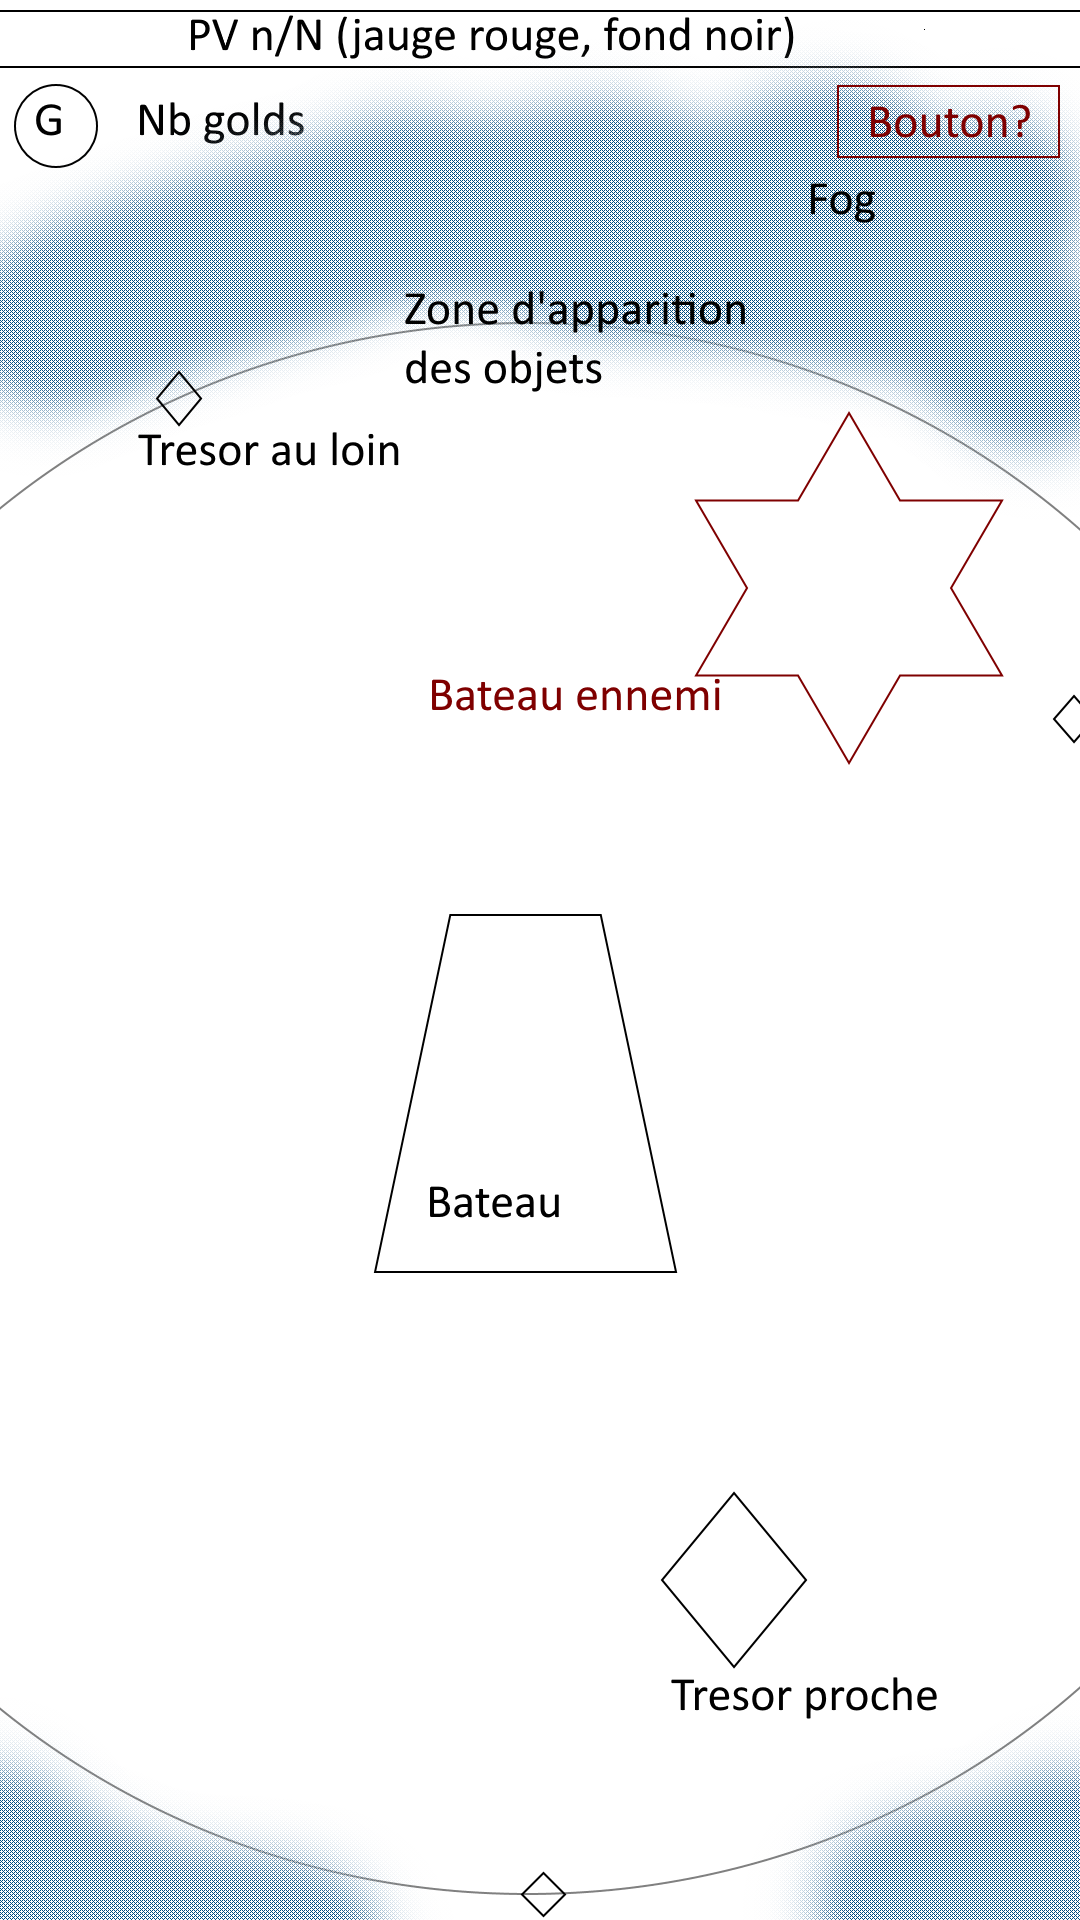 PV n/N (jauge rouge, fond noir)
G
Nb golds
Bouton?
Fog
Zone d'apparition
des objets
Tresor au loin
Bateau ennemi
Bateau
Tresor proche